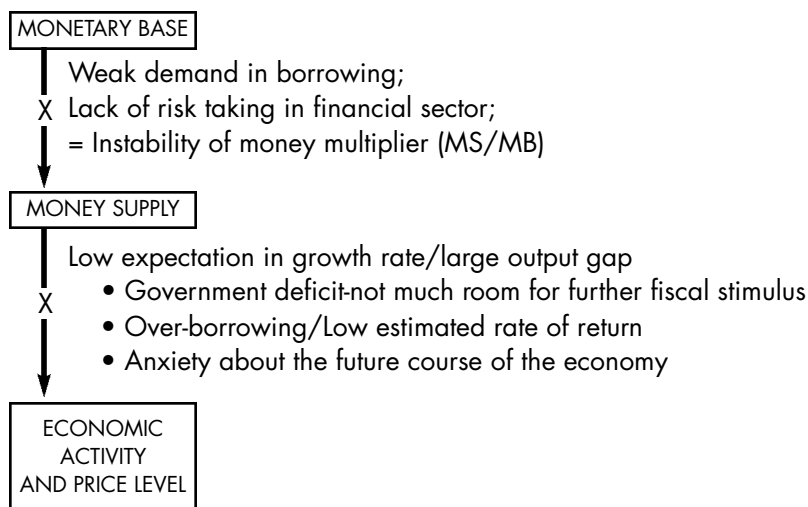 MONETARY BASE
Weak demand in borrowing;
X Lack of risk taking in financial sector;
= Instability of money multiplier (MS/MB)
MONEY SUPPLY
Low expectation in growth rate/large output gap
• Government deficit-not much room for further fiscal stimulus
X
• Over-borrowing/Low estimated rate of return
• Anxiety about the future course of the economy
ECONOMIC
ACTIVITY
AND PRICE LEVEL